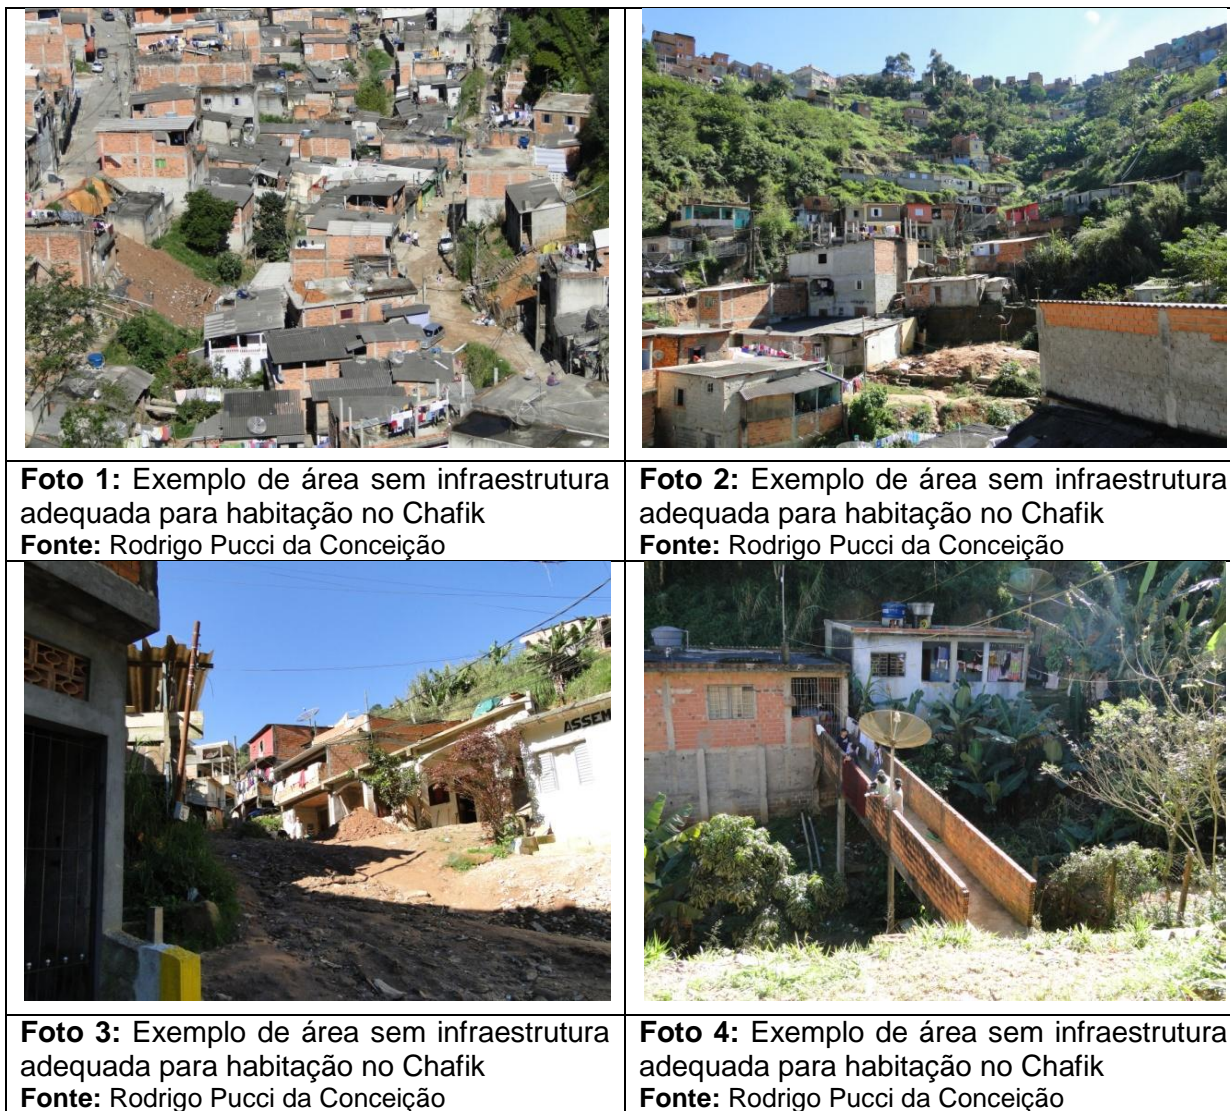 Foto 1: Exemplo de área sem infraestrutura
adequada para habitação no Chafik
Fonte: Rodrigo Pucci da Conceição
Foto 2: Exemplo de área sem infraestrutura
adequada para habitação no Chafik
Fonte: Rodrigo Pucci da Conceição
ASSEM
Foto 3: Exemplo de área sem infraestrutura
adequada para habitação no Chafik
Fonte: Rodrigo Pucci da Conceição
Foto 4: Exemplo de área sem infraestrutura
adequada para habitação no Chafik
Fonte: Rodrigo Pucci da Conceição